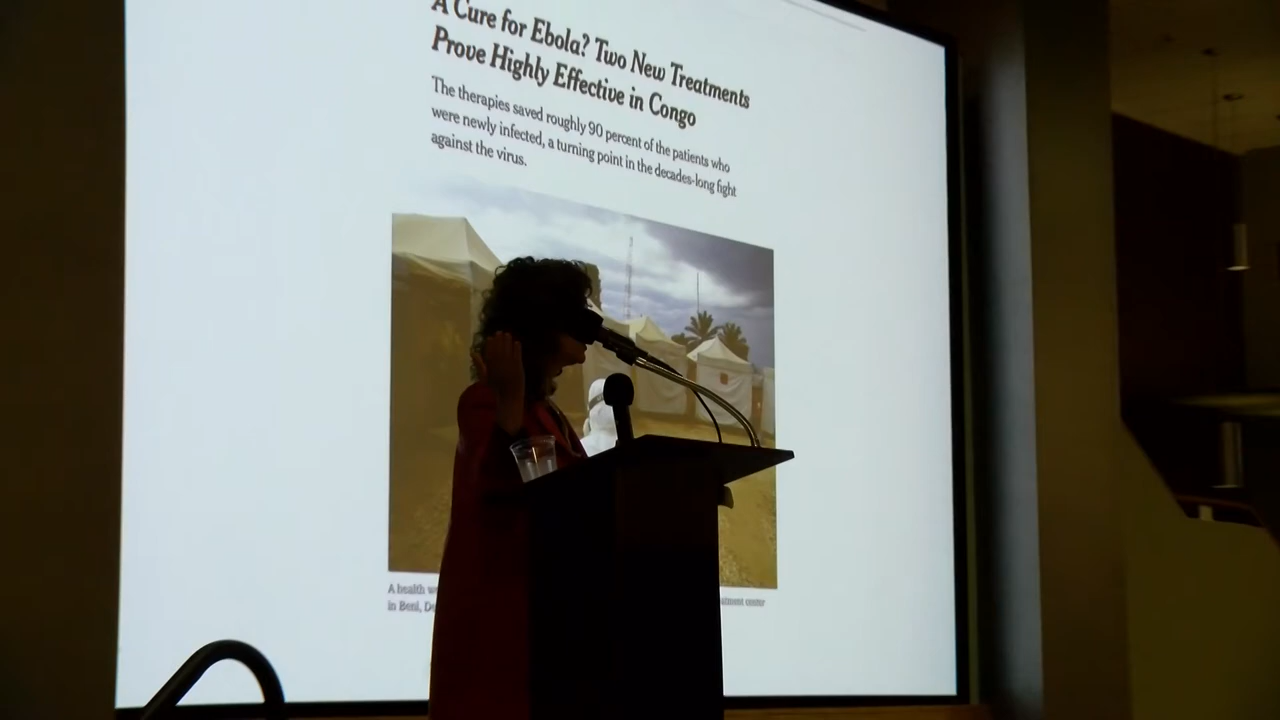 A Cure for Ebola? Two New Treatments
Prove Highly Effective in Congo
The therapies saved roughly 90 percent of the patients who
were newly infected, a turning point in the decades-long fight
against the virus.
A health
in Beni,
center